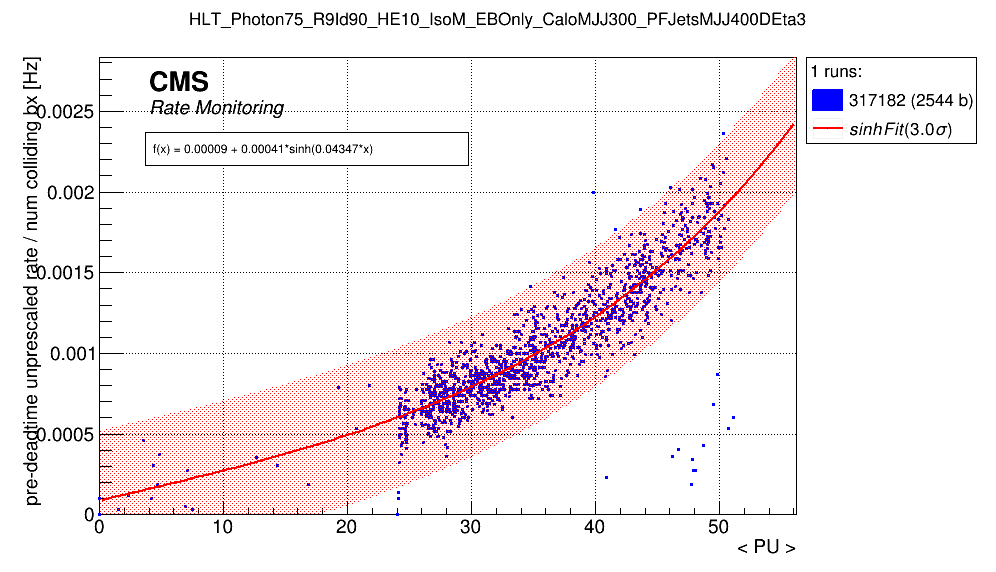 HLT_Photon75_R9Id90_HE10_IsoM_EBOnly_CaloMJJ300_PFJetsMJJ400DEta3
pre-deadtime unprescaled rate / num colliding bx [Hz]
CMS
Rate Monitoring
f(x) = 0.00009 + 0.00041*sinh(0.04347*x)
1 runs:
317182 (2544 b)
sinhFit(3.0σ)
0.0025
0.002
0.0015
0.001
0.0005
0
0 10 20 30 40 50
< PU >